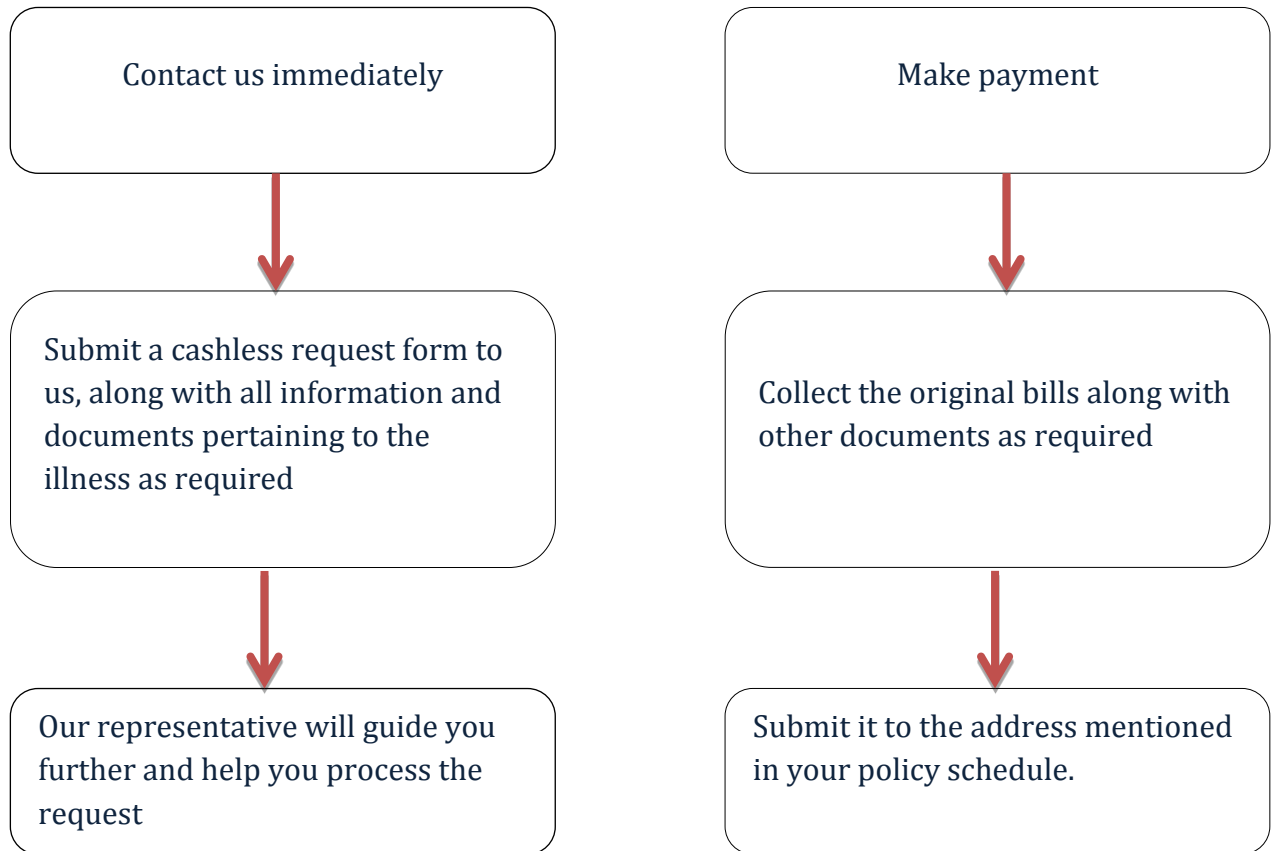 Contact us immediately
Submit a cashless request form to
us, along with all information and
documents pertaining to the
illness as required
Our representative will guide you
further and help you process the
request
Make payment
Collect the original bills along with
other documents as required
Submit it to the address mentioned
in your policy schedule.